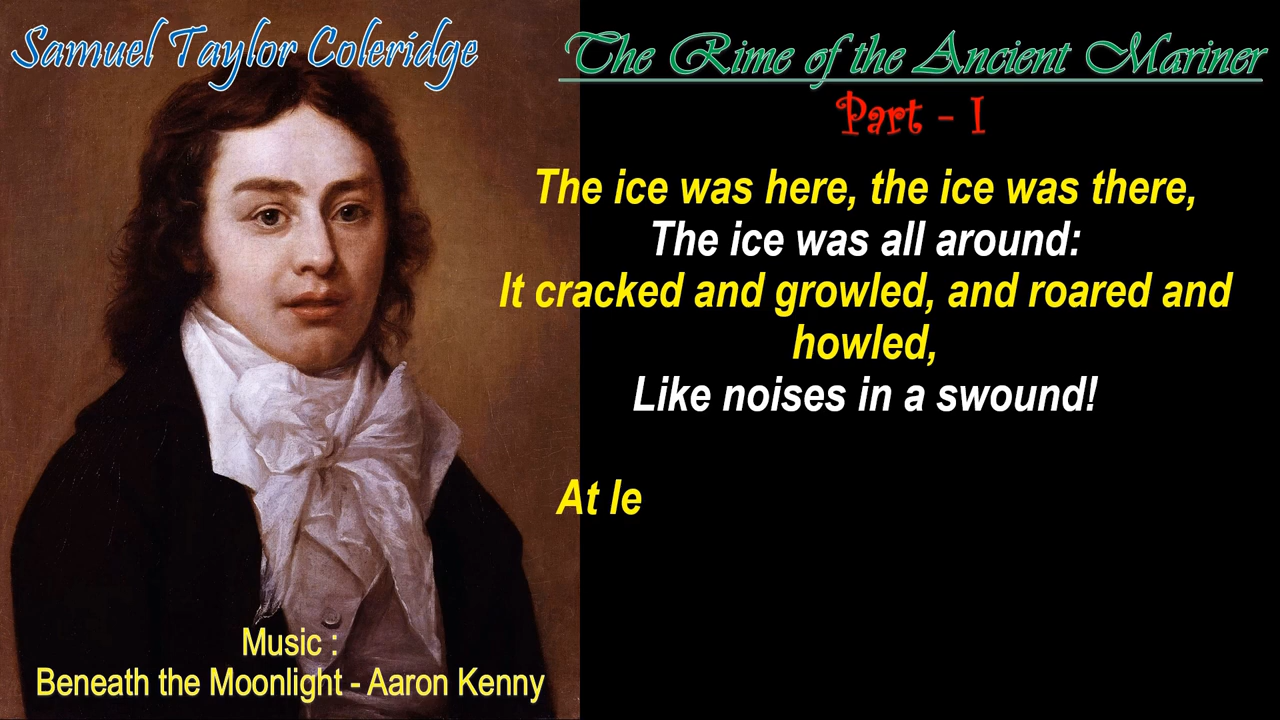 Samuel Taylor Coleridge
The Rime of the Ancient Mariner
Part - I
The ice was here, the ice was there,
The ice was all around:
It cracked and growled, and roared and
howled,
Like noises in a swound!
At le
Music :
Beneath the Moonlight - Aaron Kenny